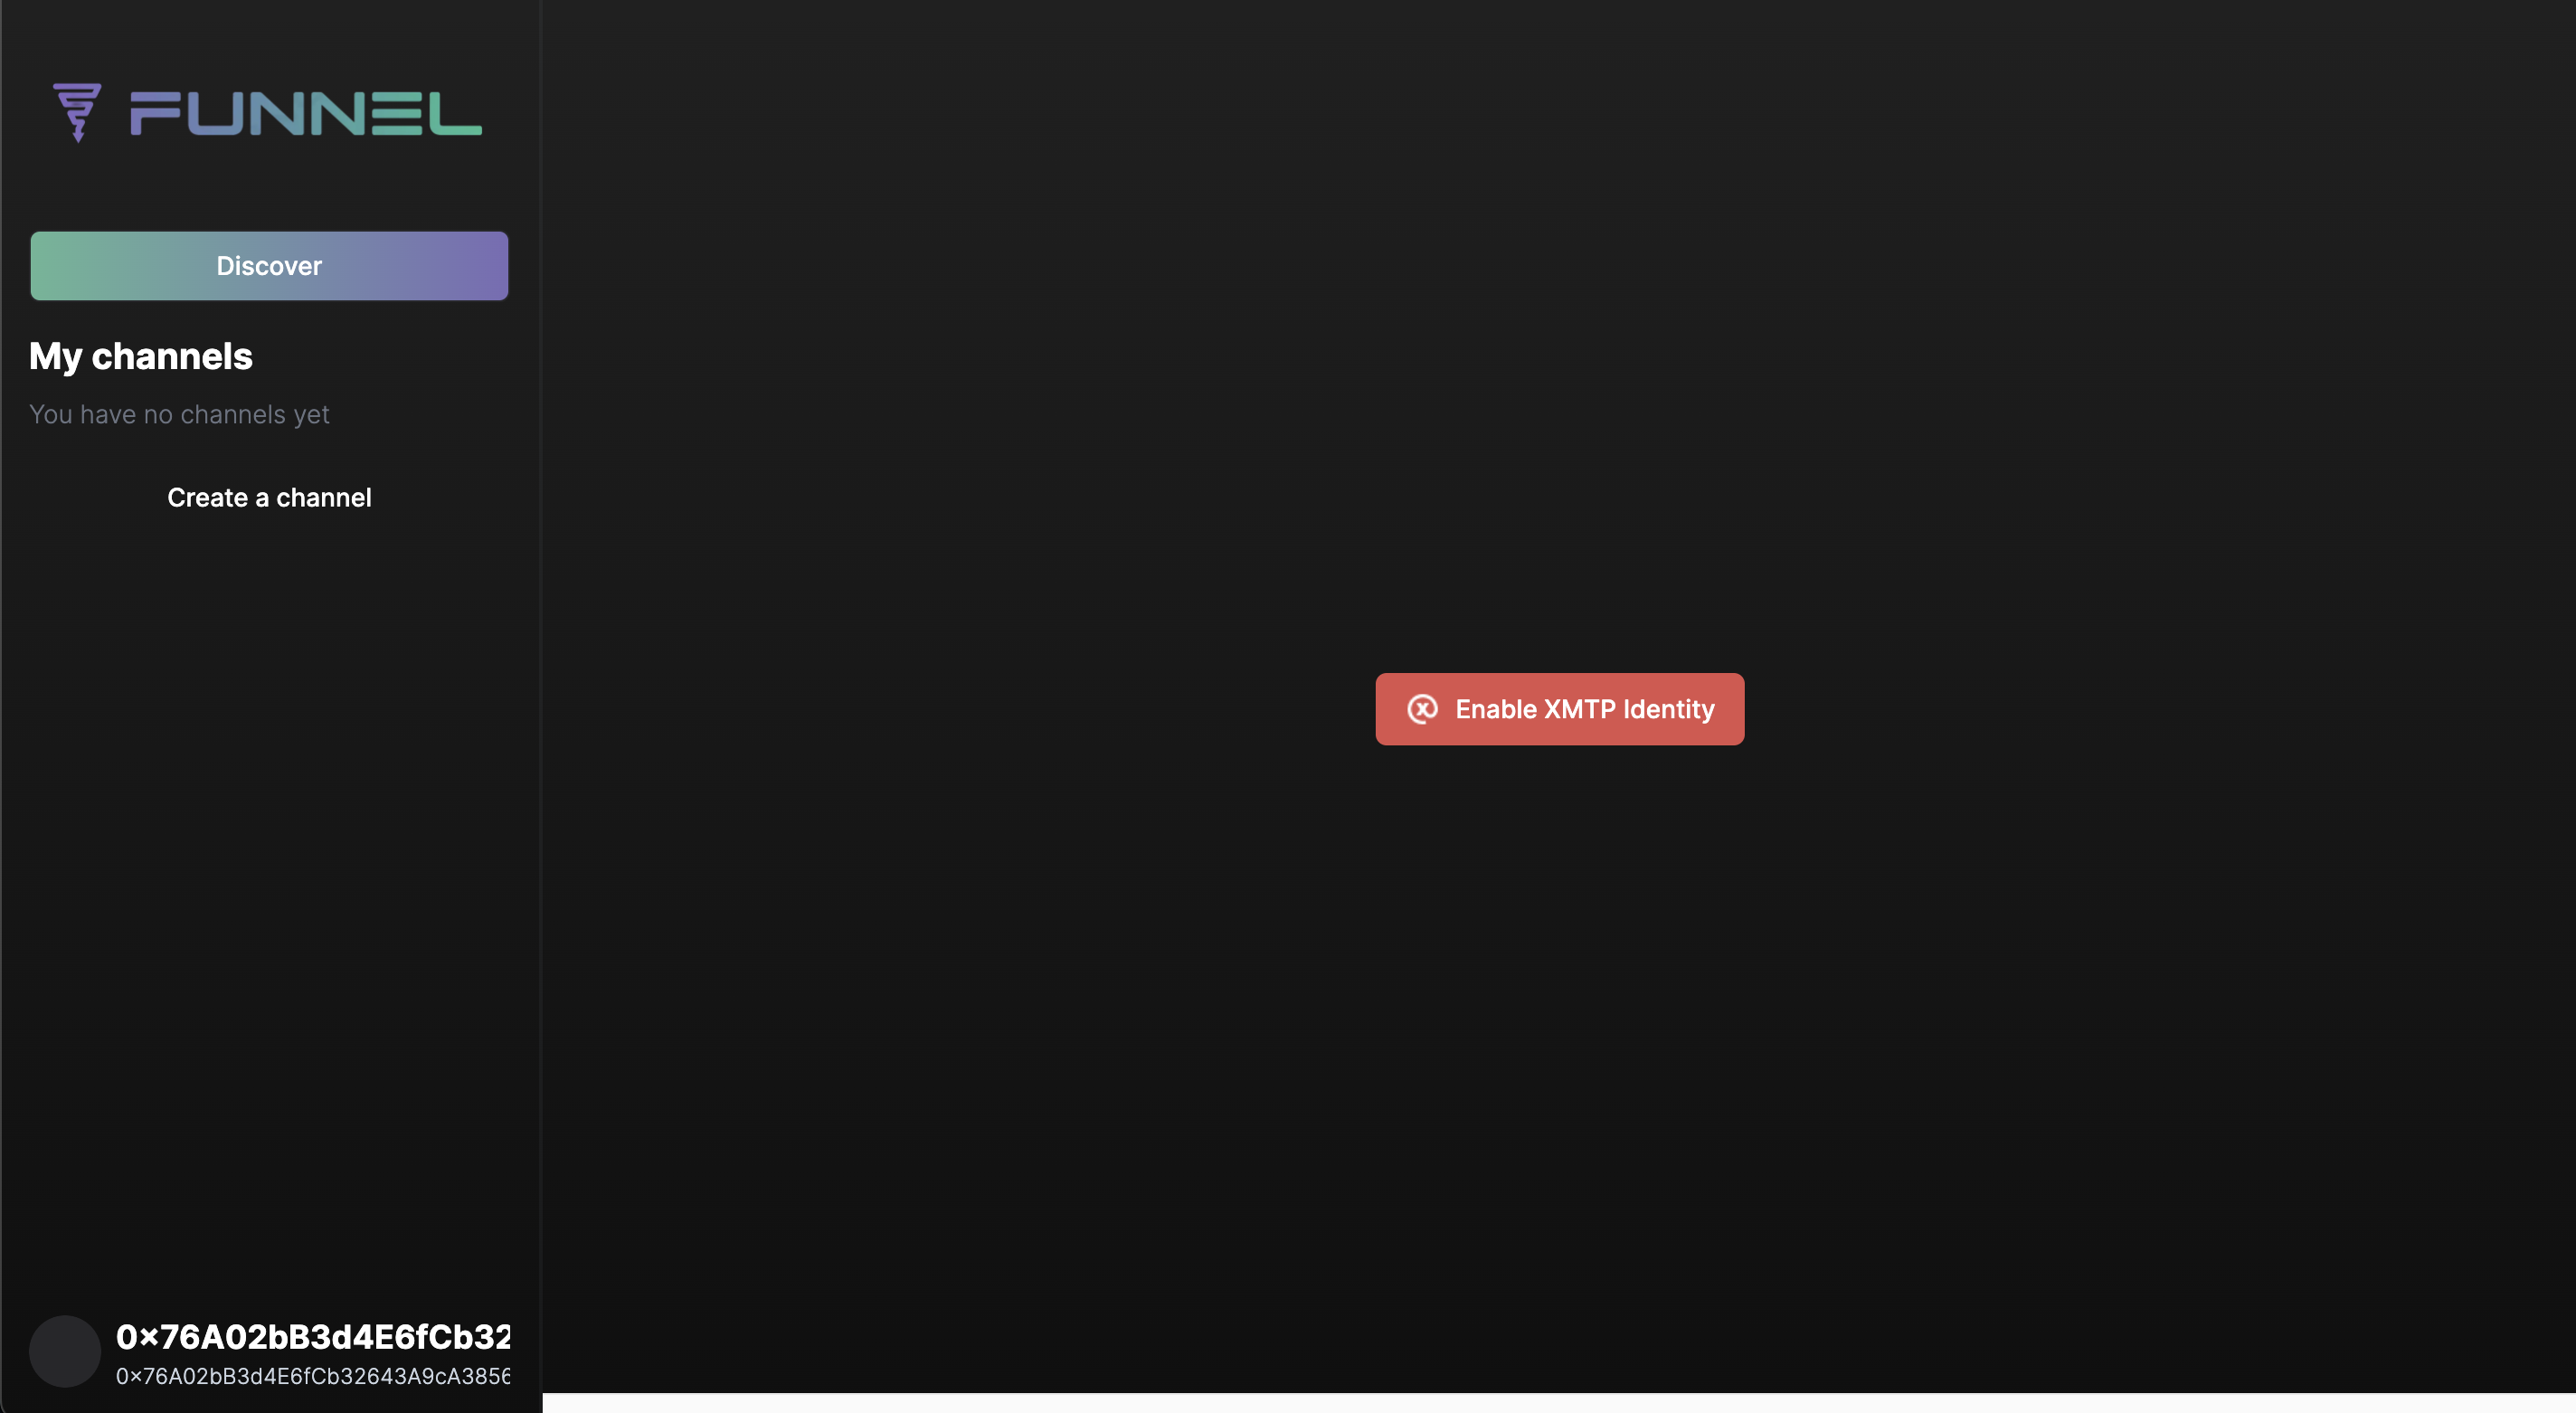 FUNNEL
Discover
My channels
You have no channels yet
Create a channel
Enable XMTP Identity
0x76A02bB3d4E6fCb32
0x76A02bB3d4E6fCb32643A9cA3856